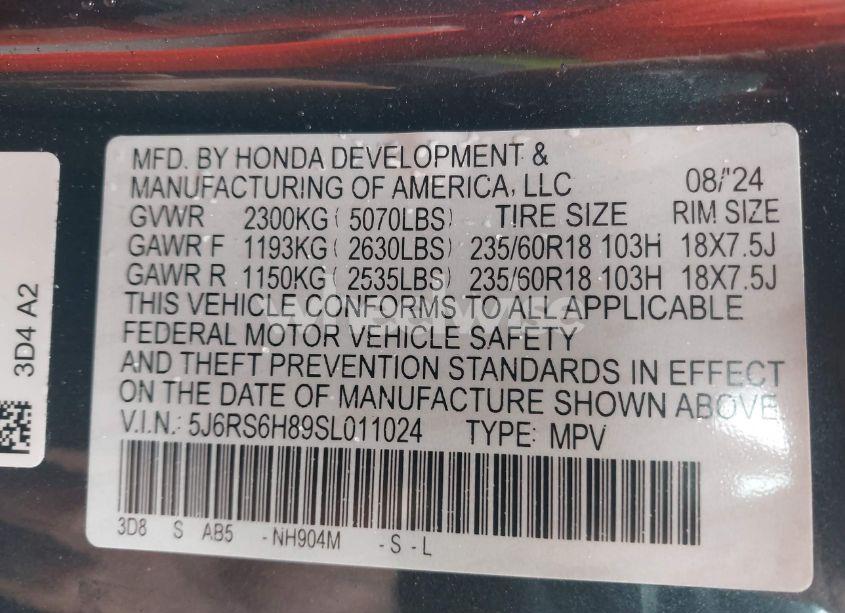 MFD. BY HONDA DEVELOPMENT &
MANUFACTURING OF AMERICA, LLC 08/'24
GVWR 2300KG ( 5070LBS) TIRE SIZE RIM SIZE
GAWR F 1193KG ( 2630LBS) 235/60R18 103H 18X7.5J
GAWR R 1150KG ( 2535LBS) 235/60R18 103H 18X7.5J
THIS VEHICLE CONFORMS TO ALL APPLICABLE
FEDERAL MOTOR VEHICLE SAFETY
AND THEFT PREVENTION STANDARDS IN EFFECT
ON THE DATE OF MANUFACTURE SHOWN ABOVE
V.I.N.: 5J6RS6H89SL011024 TYPE: MPV
3D8 S AB5 -NH904M -S-L
3D4 A2